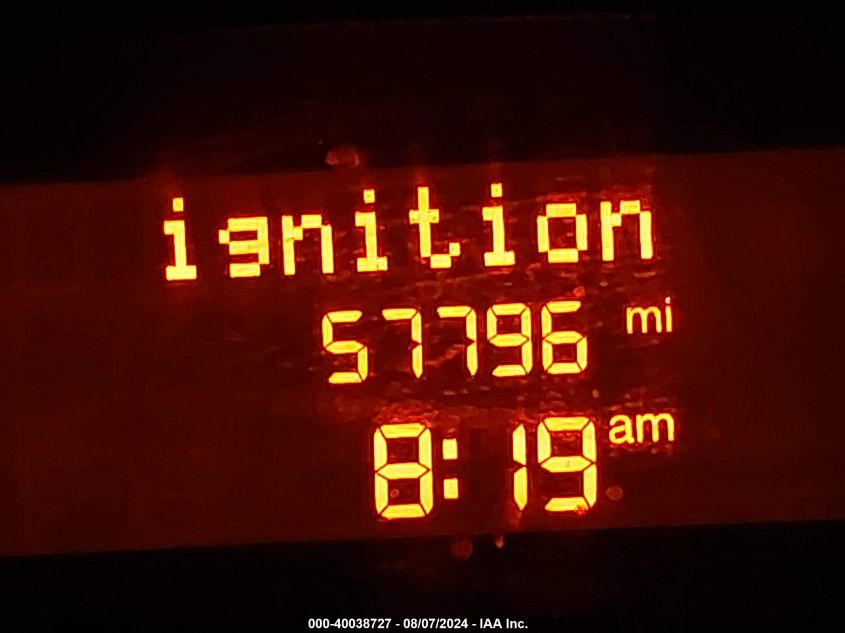 ignition
57796 mi
8:19 am
000-40038727 - 08/07/2024 - IAA Inc.